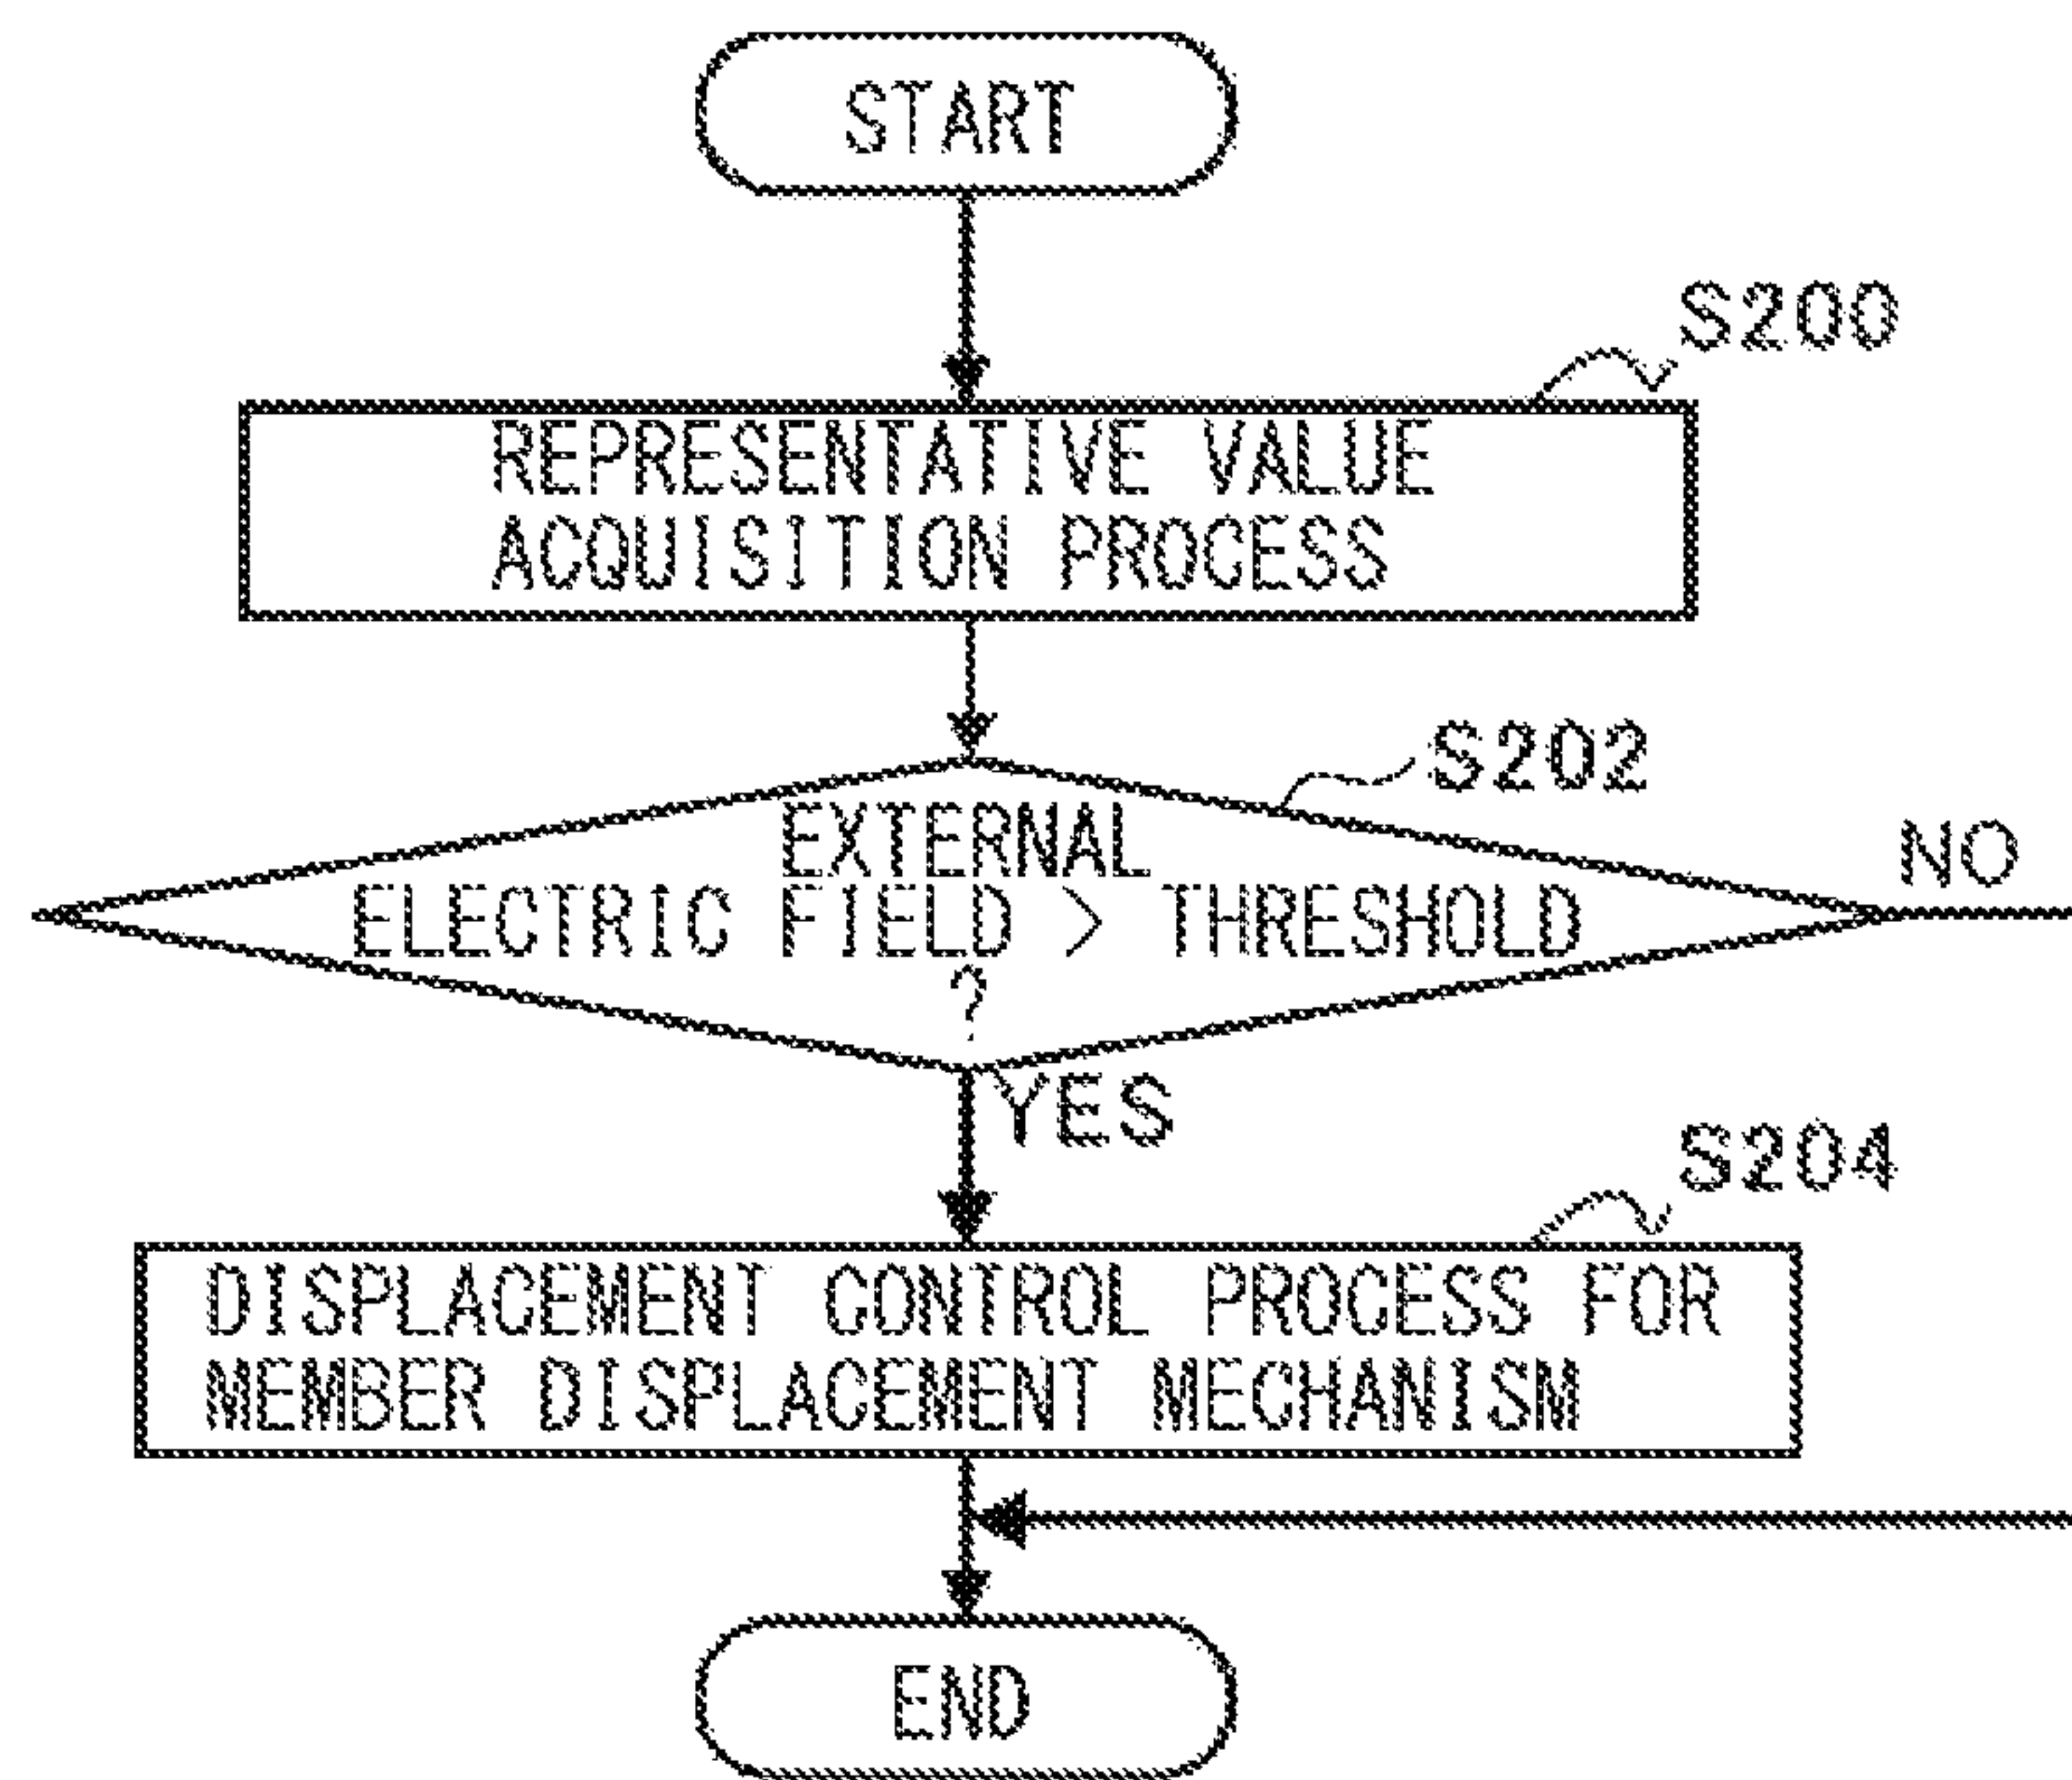 START
S200
REPRESENTATIVE VALUE
ACQUISITION PROCESS
S202
EXTERNAL
ELECTRIC FIELD > THRESHOLD
?
NO
YES
S204
DISPLACEMENT CONTROL PROCESS FOR
MEMBER DISPLACEMENT MECHANISM
END